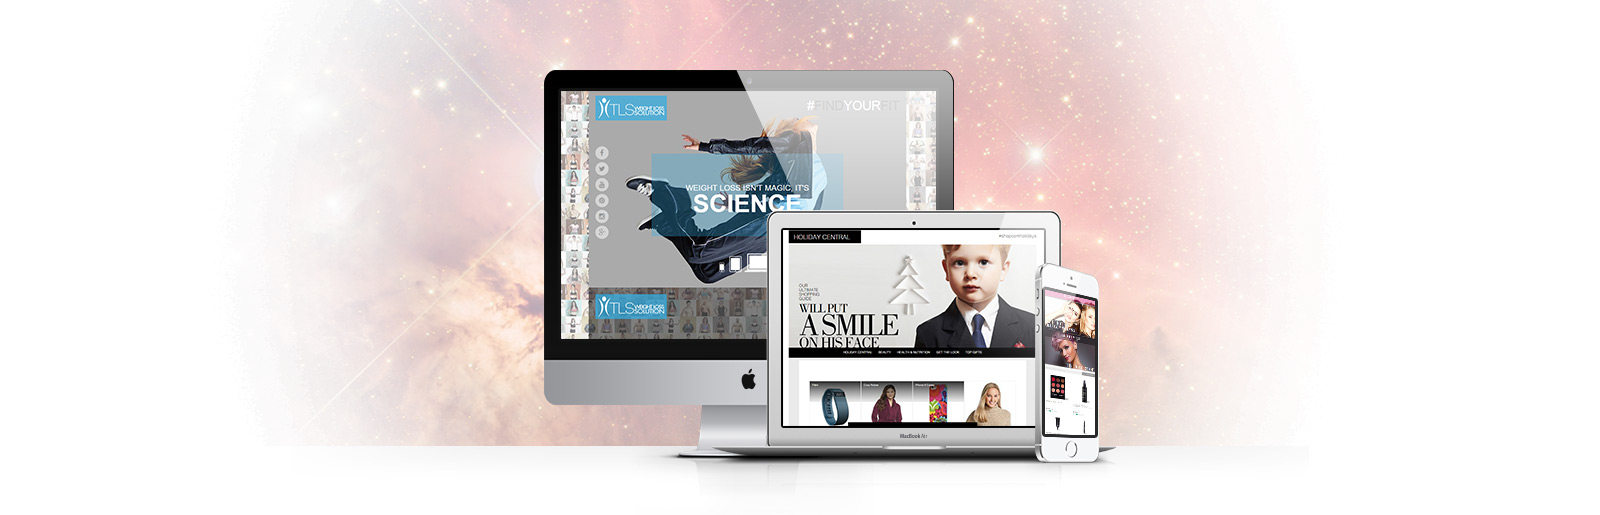 TLS WEIGHT LOSS
SOLUTION
#FINDYOURFIT
WEIGHT LOSS ISN'T MAGIC, IT'S
SCIENCE
TLS WEIGHT LOSS
SOLUTION
HOLIDAY CENTRAL
OUR
ULTIMATE
SHOPPING
GUIDE
WILL PUT
A SMILE
ON HIS FACE
HOLIDAY CENTRAL BEAUTY HEALTH & NUTRITION GET THE LOOK TOP GIFTS
MacBook Air